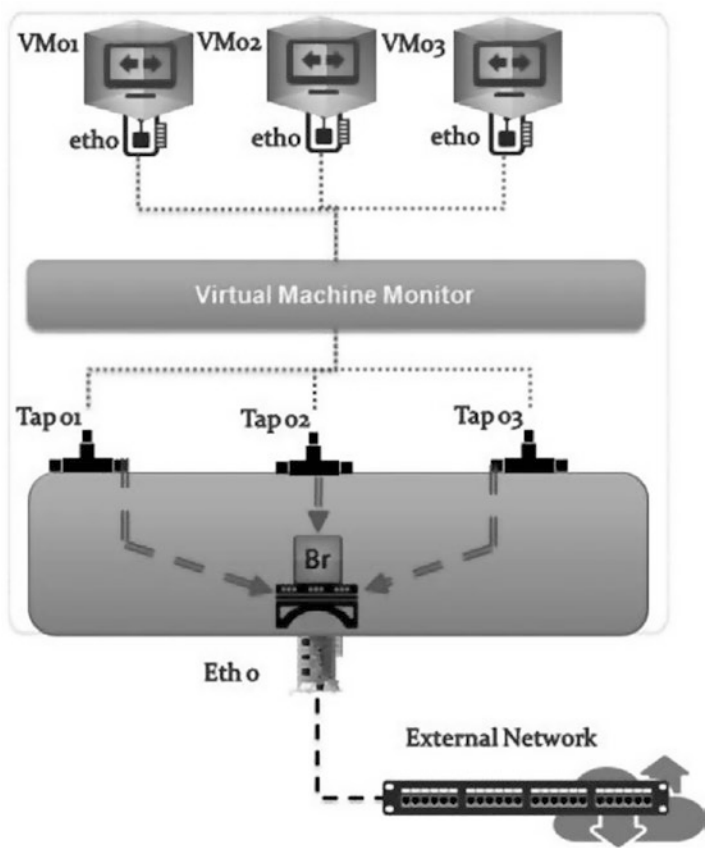 VM01
VM02
VM03
eth0
eth0
eth0
Virtual Machine Monitor
Tap 01
Tap 02
Tap 03
Br
Eth 0
External Network